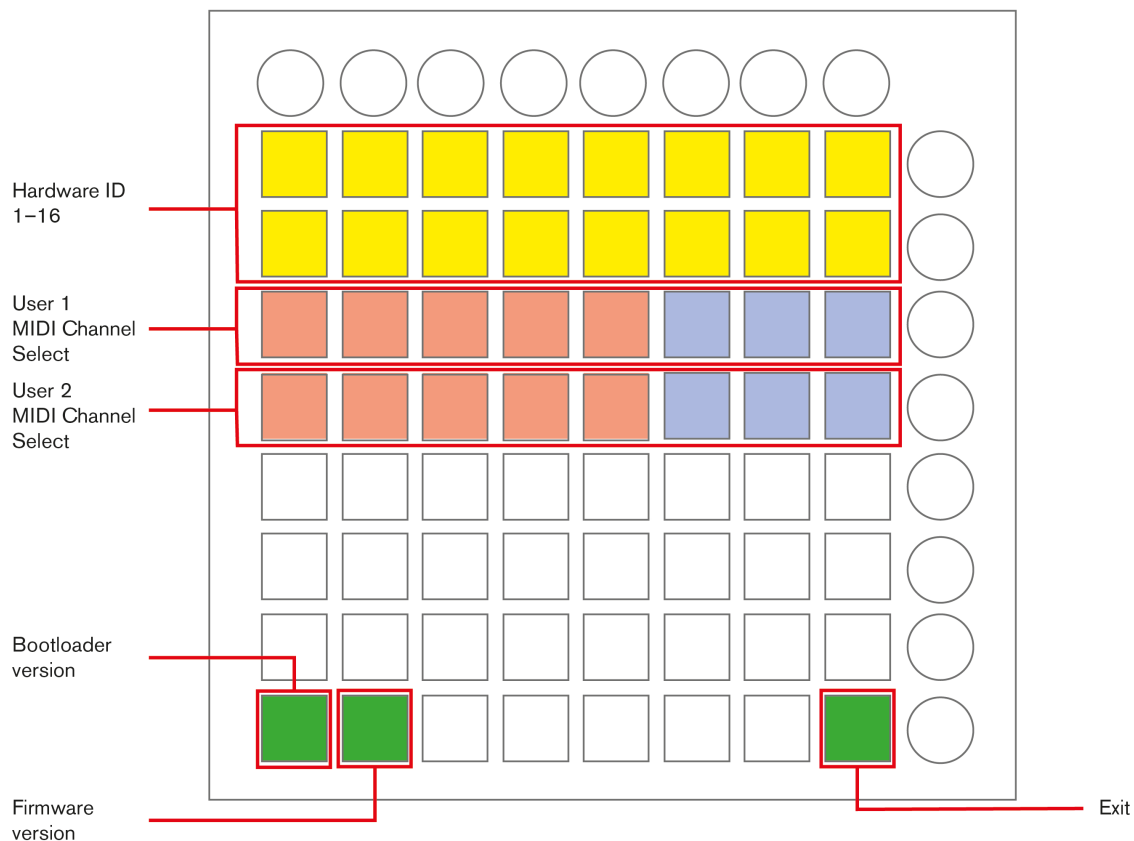 Hardware ID
1–16
User 1
MIDI Channel
Select
User 2
MIDI Channel
Select
Bootloader
version
Firmware
version
Exit